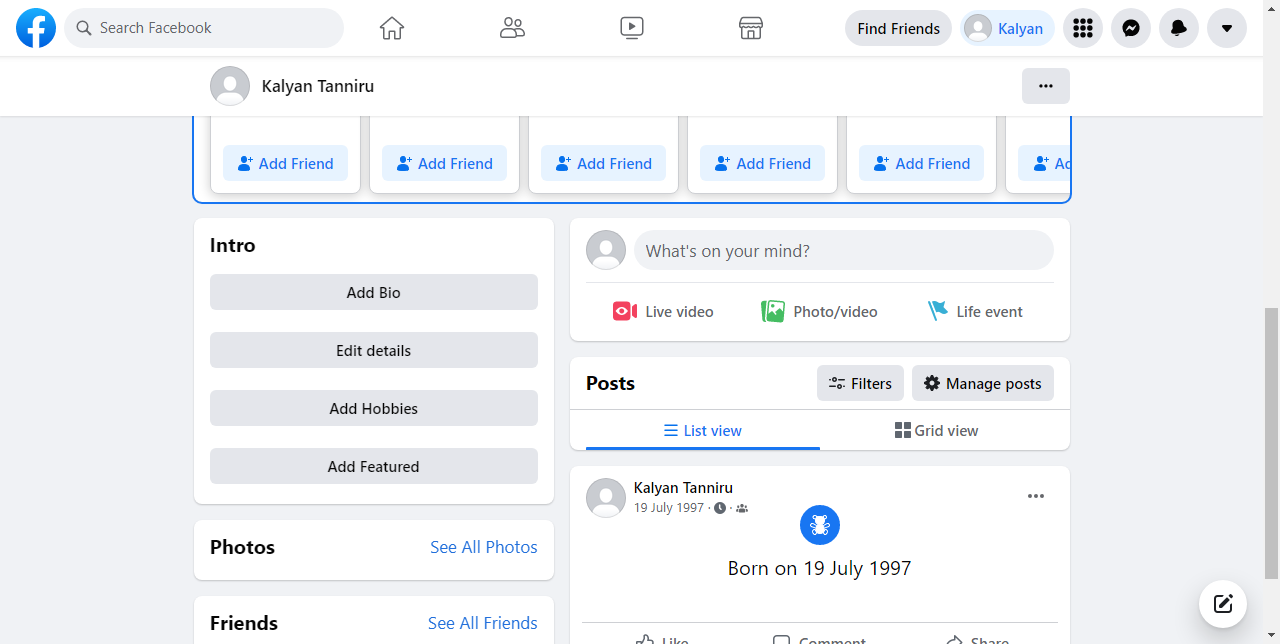 Search Facebook
Find Friends
Kalyan
Kalyan Tanniru
Add Friend
Add Friend
Add Friend
Add Friend
Add Friend
Intro
Add Bio
Edit details
Add Hobbies
Add Featured
Photos
See All Photos
Friends
See All Friends
What's on your mind?
Live video
Photo/video
Life event
Posts
Filters
Manage posts
List view
Grid view
Kalyan Tanniru
19 July 1997 · ·
Born on 19 July 1997
Like
Comment
Share